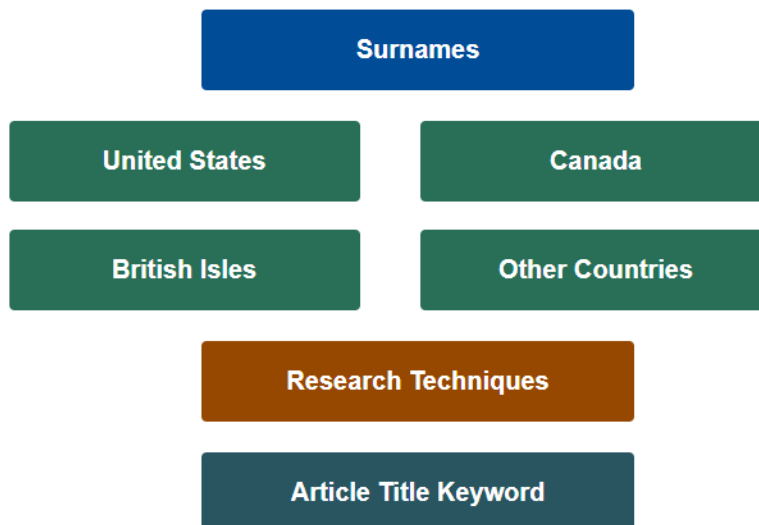 Surnames
United States
Canada
British Isles
Other Countries
Research Techniques
Article Title Keyword